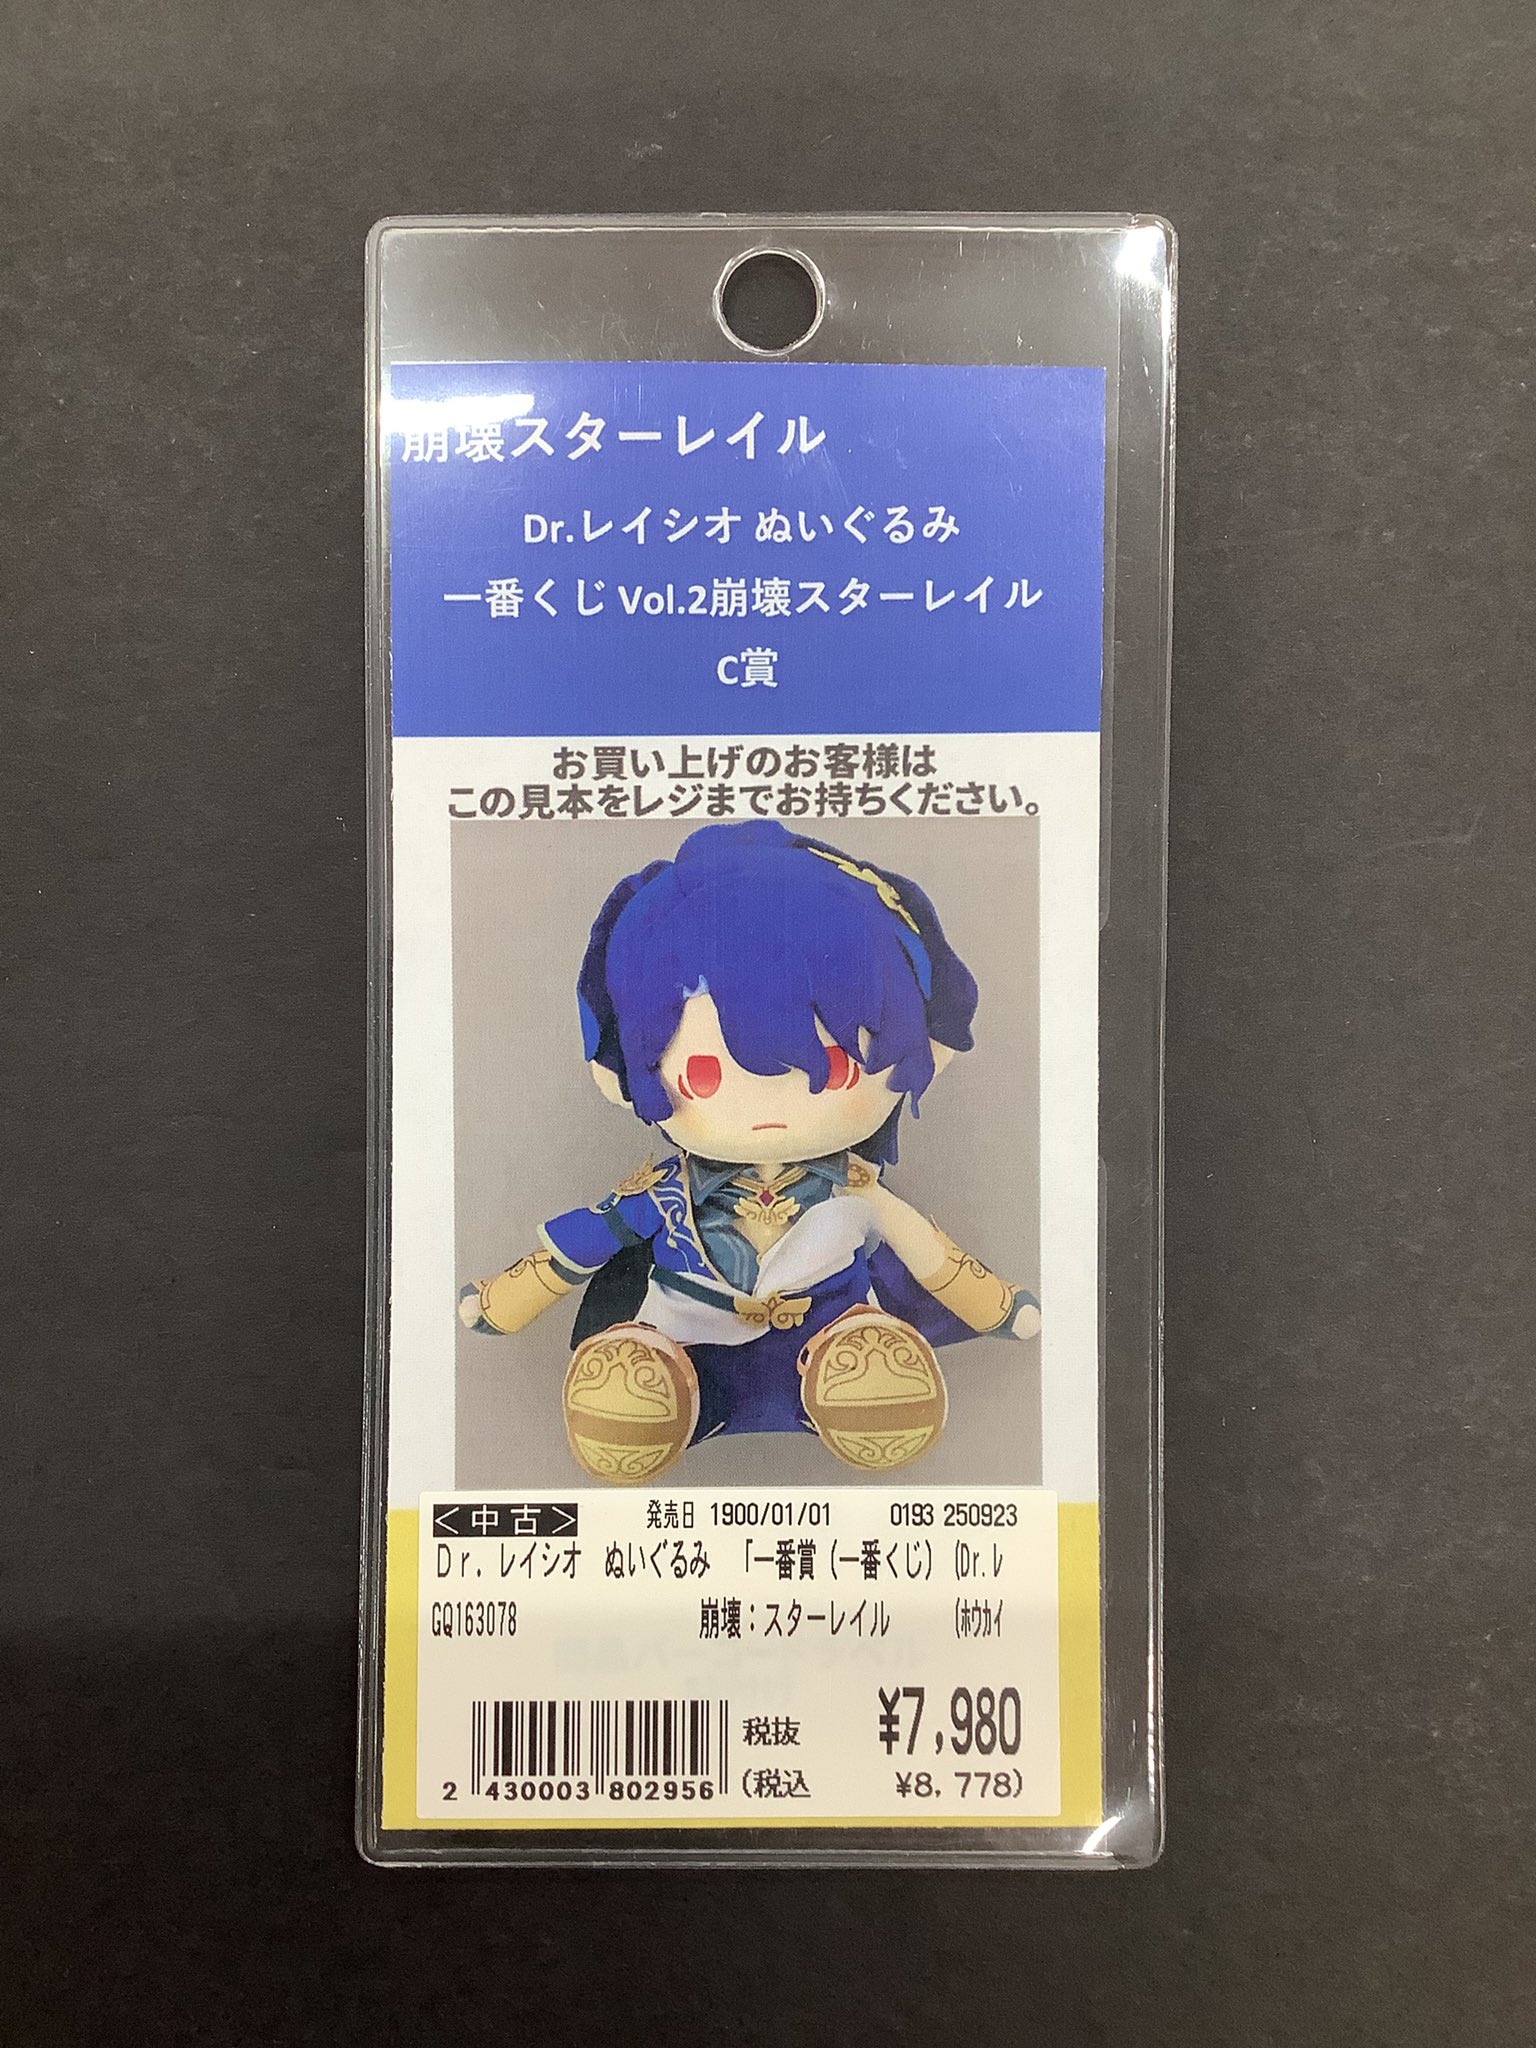 崩壊スターレイル
Dr.レイシオ ぬいぐるみ
一番くじ Vol.2崩壊スターレイル
C賞
お買い上げのお客様は
この見本をレジまでお持ちください。
<中古> 発売日 1900/01/01 0193 250923
Dr. レイシオ ぬいぐるみ 「一番賞（一番くじ） (Dr.レ
GQ163078 崩壊：スターレイル (ﾎｳｶｲ
税抜 ¥7,980
2 430003 802956 (税込 ¥8,778)